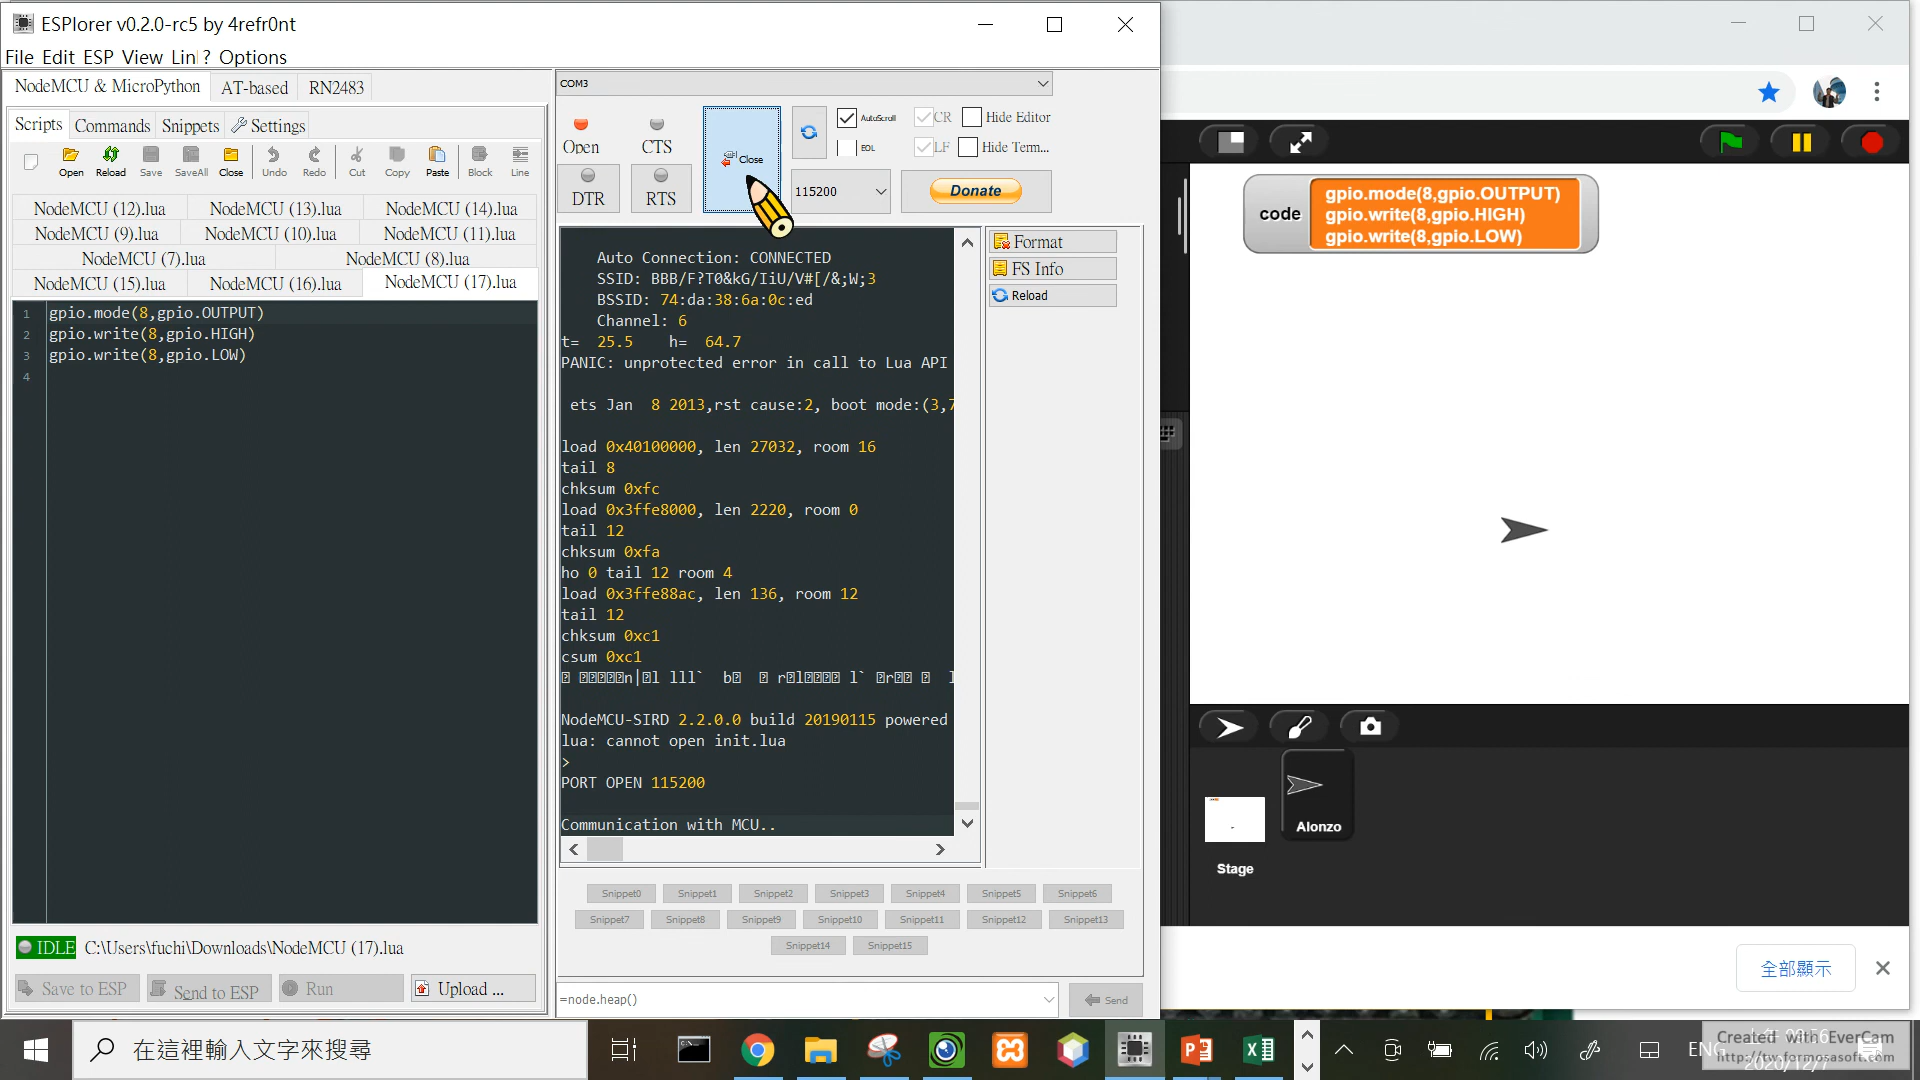 ESPlorer v0.2.0-rc5 by 4refr0nt
File Edit ESP View Lin ? Options
NodeMCU & MicroPython AT-based RN2483
Scripts Commands Snippets Settings
Open Reload Save SaveAll Close Undo Redo Cut Copy Paste Block Line
NodeMCU (12).lua NodeMCU (13).lua NodeMCU (14).lua
NodeMCU (9).lua NodeMCU (10).lua NodeMCU (11).lua
NodeMCU (7).lua NodeMCU (8).lua
NodeMCU (15).lua NodeMCU (16).lua NodeMCU (17).lua
1 gpio.mode(8,gpio.OUTPUT)
2 gpio.write(8,gpio.HIGH)
3 gpio.write(8,gpio.LOW)
4
IDLE C:\Users\fuchi\Downloads\NodeMCU (17).lua
Save to ESP Send to ESP Run Upload ...
COM3
Open CTS Close AutoScroll CR Hide Editor
EOL LF Hide Term...
DTR RTS 115200 Donate
Auto Connection: CONNECTED
SSID: BBB/F?T0&kG/IiU/V#[/&;W;3
BSSID: 74:da:38:6a:0c:ed
Channel: 6
t= 25.5 h= 64.7
PANIC: unprotected error in call to Lua API
ets Jan 8 2013,rst cause:2, boot mode:(3,7
load 0x40100000, len 27032, room 16
tail 8
chksum 0xfc
load 0x3ffe8000, len 2220, room 0
tail 12
chksum 0xfa
ho 0 tail 12 room 4
load 0x3ffe88ac, len 136, room 12
tail 12
chksum 0xc1
csum 0xc1
NodeMCU-SIRD 2.2.0.0 build 20190115 powered
lua: cannot open init.lua
>
PORT OPEN 115200
Communication with MCU..
Format
FS Info
Reload
Snippet0 Snippet1 Snippet2 Snippet3 Snippet4 Snippet5 Snippet6
Snippet7 Snippet8 Snippet9 Snippet10 Snippet11 Snippet12 Snippet13
Snippet14 Snippet15
=node.heap() Send
code
gpio.mode(8,gpio.OUTPUT)
gpio.write(8,gpio.HIGH)
gpio.write(8,gpio.LOW)
Alonzo
Stage
全部顯示
在這裡輸入文字來搜尋
ENG
2020/12/7
Created with EverCam
http://tw.formosasoft.com